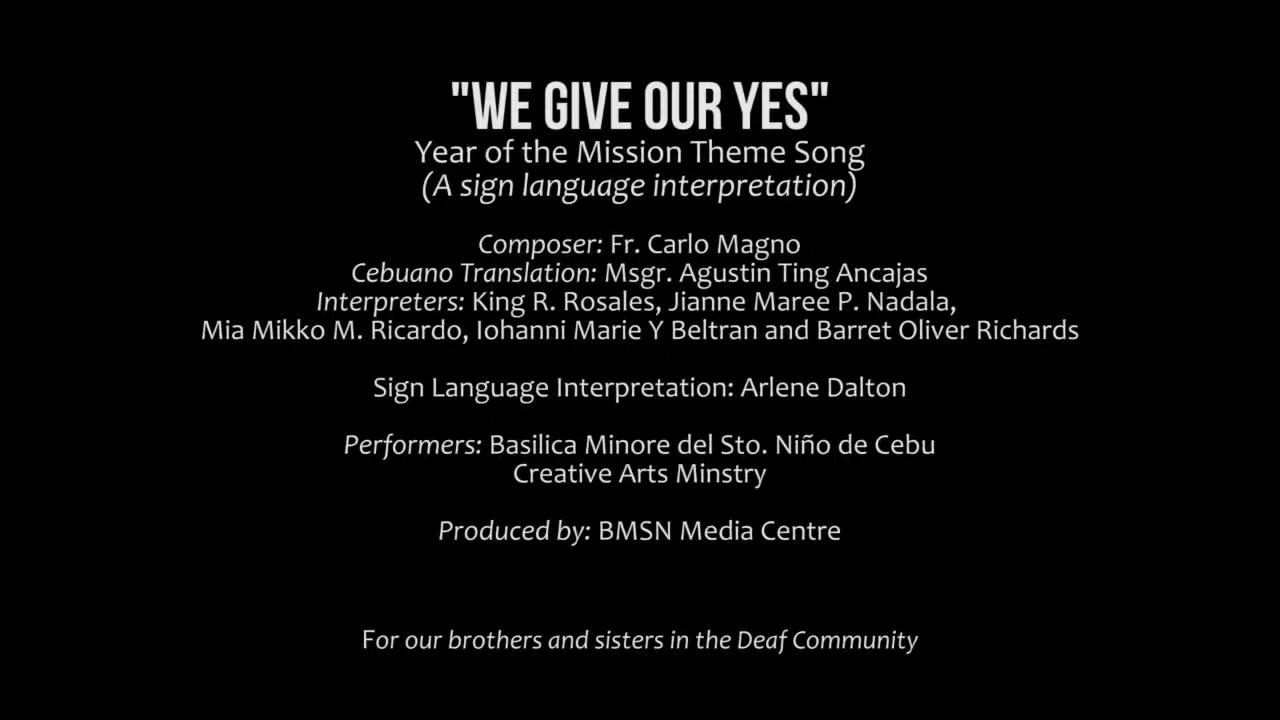 "WE GIVE OUR YES"
Year of the Mission Theme Song
(A sign language interpretation)
Composer: Fr. Carlo Magno
Cebuano Translation: Msgr. Agustin Ting Ancajas
Interpreters: King R. Rosales, Jianne Maree P. Nadala,
Mia Mikko M. Ricardo, Iohanni Marie Y Beltran and Barret Oliver Richards
Sign Language Interpretation: Arlene Dalton
Performers: Basilica Minore del Sto. Niño de Cebu
Creative Arts Minstry
Produced by: BMSN Media Centre
For our brothers and sisters in the Deaf Community